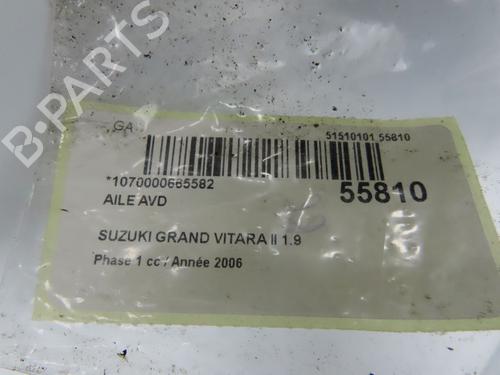 GA
51510101 55810
*1070000665582
55810
AILE AVD
SUZUKI GRAND VITARA II 1.9
Phase 1 cc / Année 2006
B-PARTS